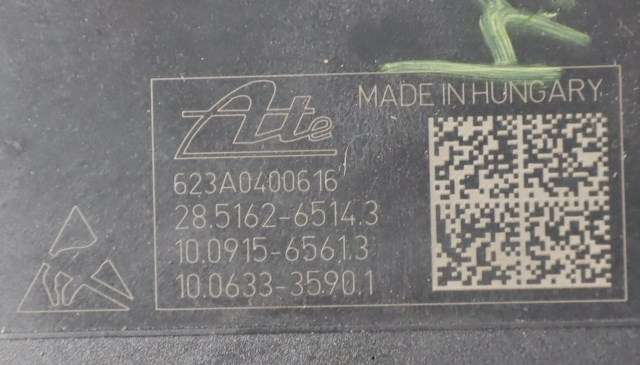 Ate
MADE IN HUNGARY
623A0400616
28.5162-6514.3
10.0915-6561.3
10.0633-3590.1